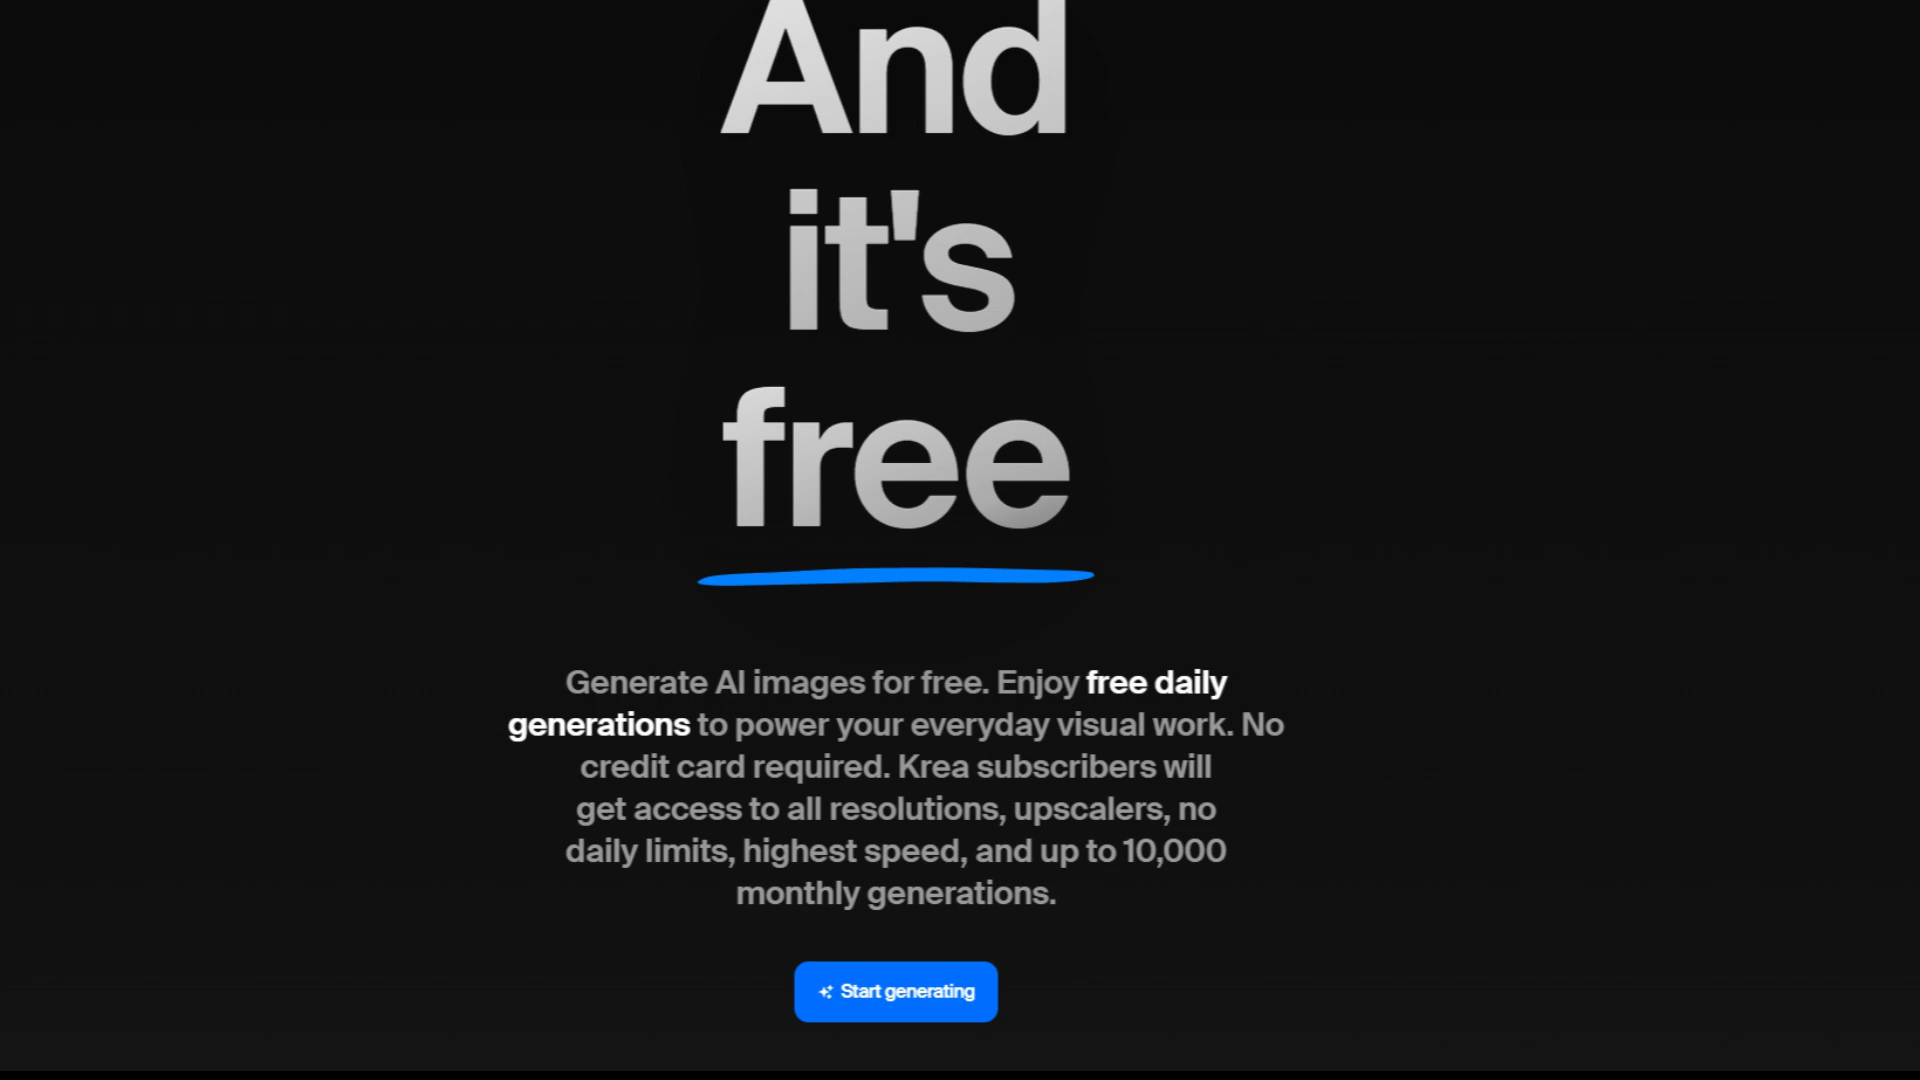 And
it's
free
Generate AI images for free. Enjoy free daily
generations to power your everyday visual work. No
credit card required. Krea subscribers will
get access to all resolutions, upscalers, no
daily limits, highest speed, and up to 10,000
monthly generations.
Start generating